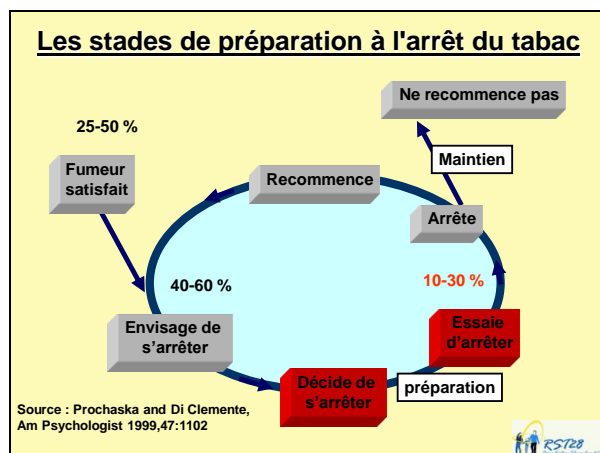 Les stades de préparation à l'arrêt du tabac
Ne recommence pas
25-50 %
Maintien
Fumeur
satisfait
Recommence
Arrête
40-60 %
10-30 %
Envisage de
s'arrêter
Essaie
d'arrêter
Décide de
s'arrêter
préparation
Source : Prochaska and Di Clemente,
Am Psychologist 1999,47:1102
RST28